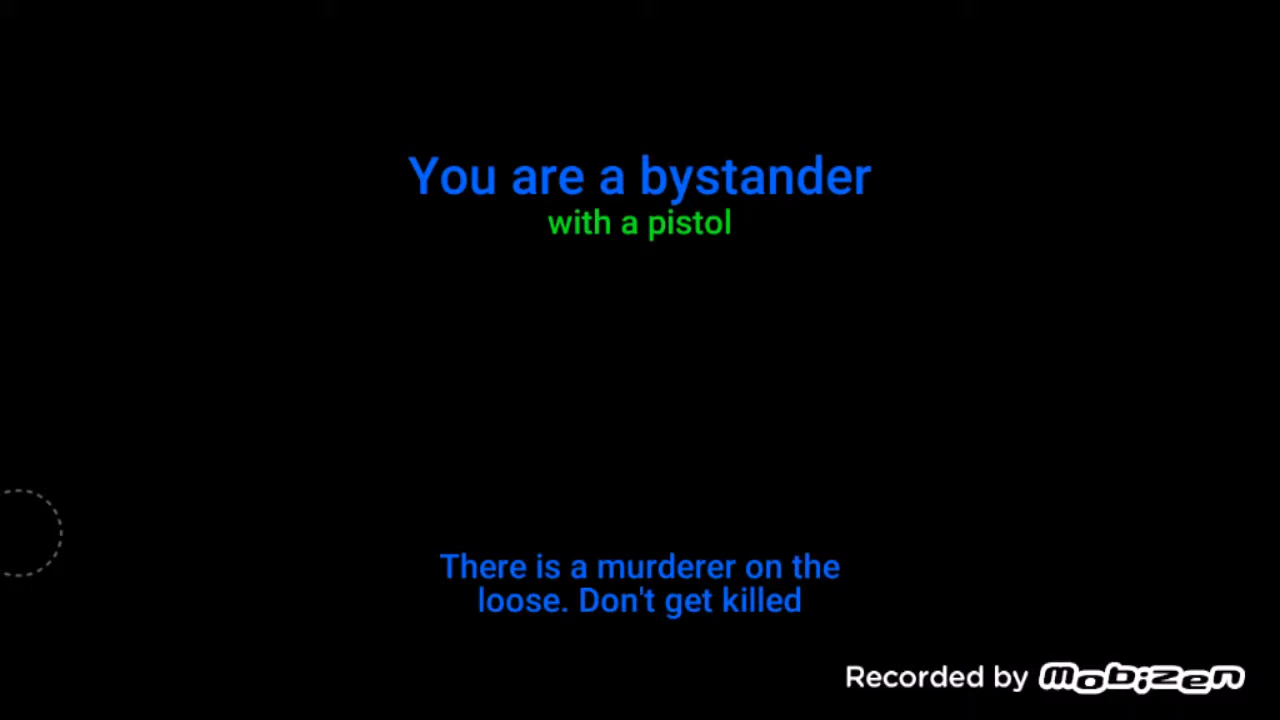 You are a bystander
with a pistol
There is a murderer on the
loose. Don't get killed
Recorded by mobizen